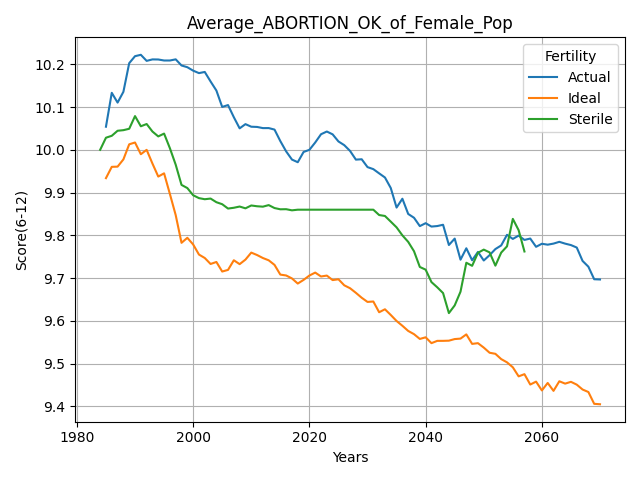 Average_ABORTION_OK_of_Female_Pop
Fertility
Actual
Ideal
Sterile
Score(6-12)
10.2
10.1
10.0
9.9
9.8
9.7
9.6
9.5
9.4
1980
2000
2020
2040
2060
Years